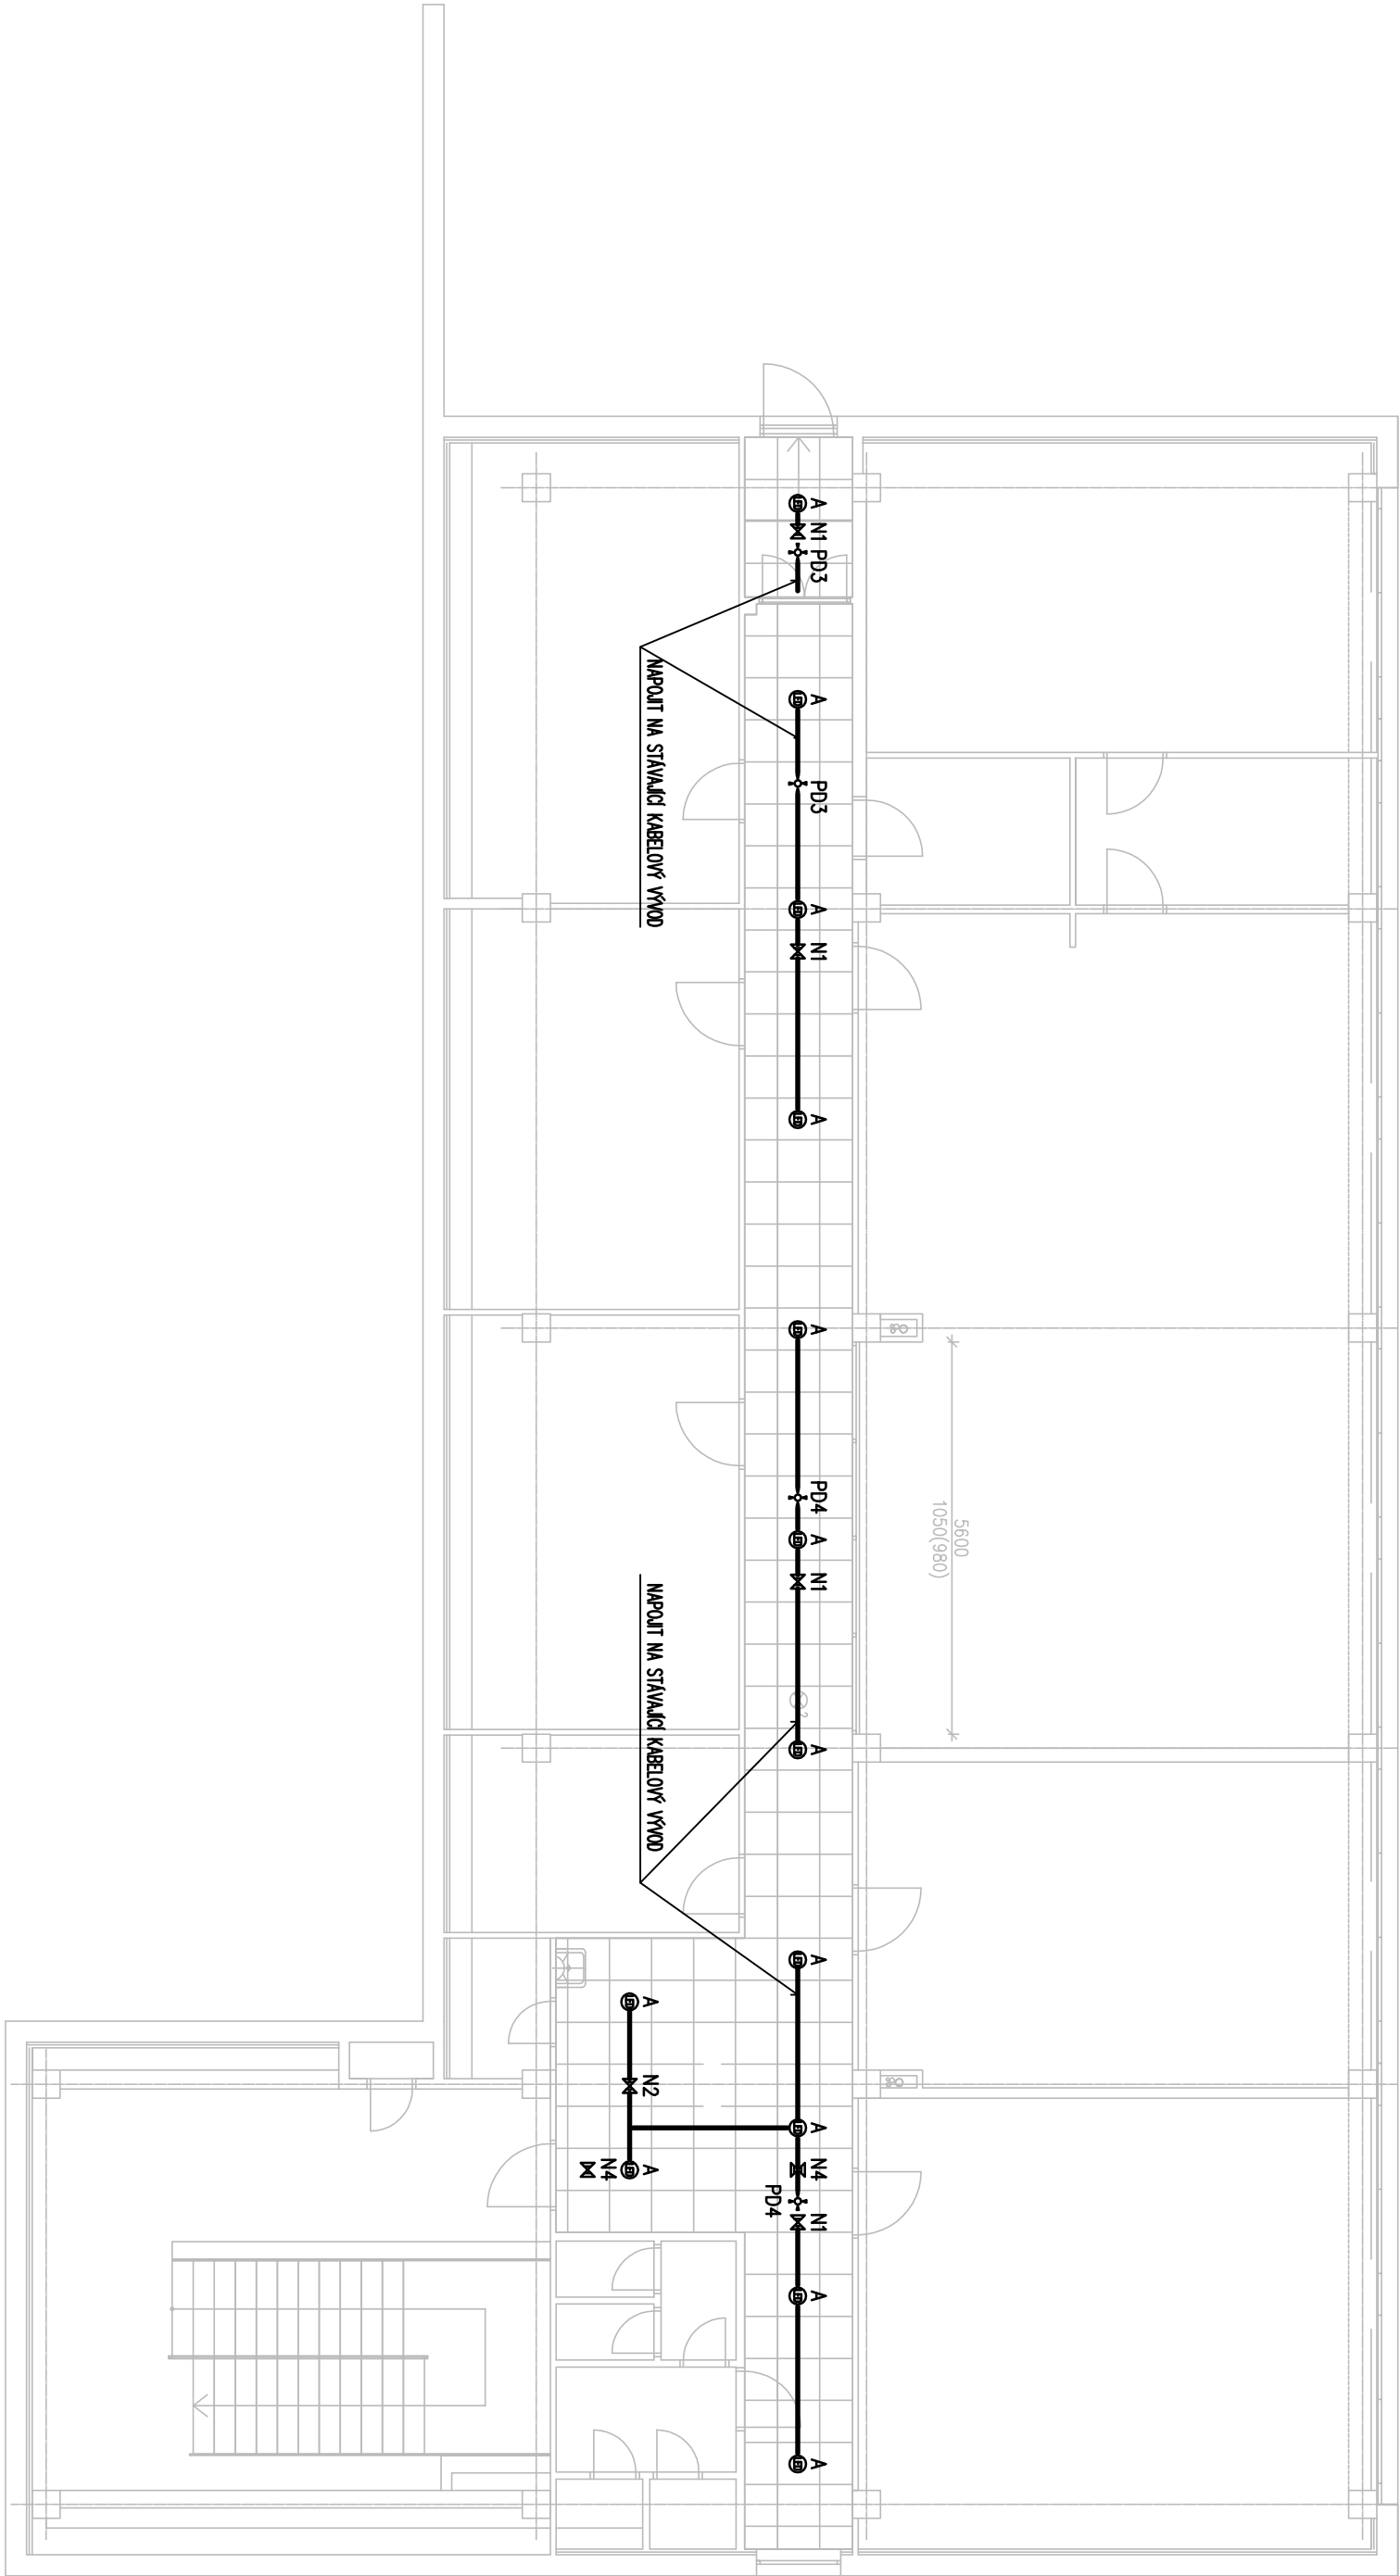 A
N1
PD3
A
PD3
A
N1
A
NAPOJIT NA STÁVAJÍCÍ KABELOVÝ VÝVOD
A
PD4
A
N1
A
5600
1050(980)
NAPOJIT NA STÁVAJÍCÍ KABELOVÝ VÝVOD
A
A
N4
N1
PD4
A
A
A
N2
A
N4